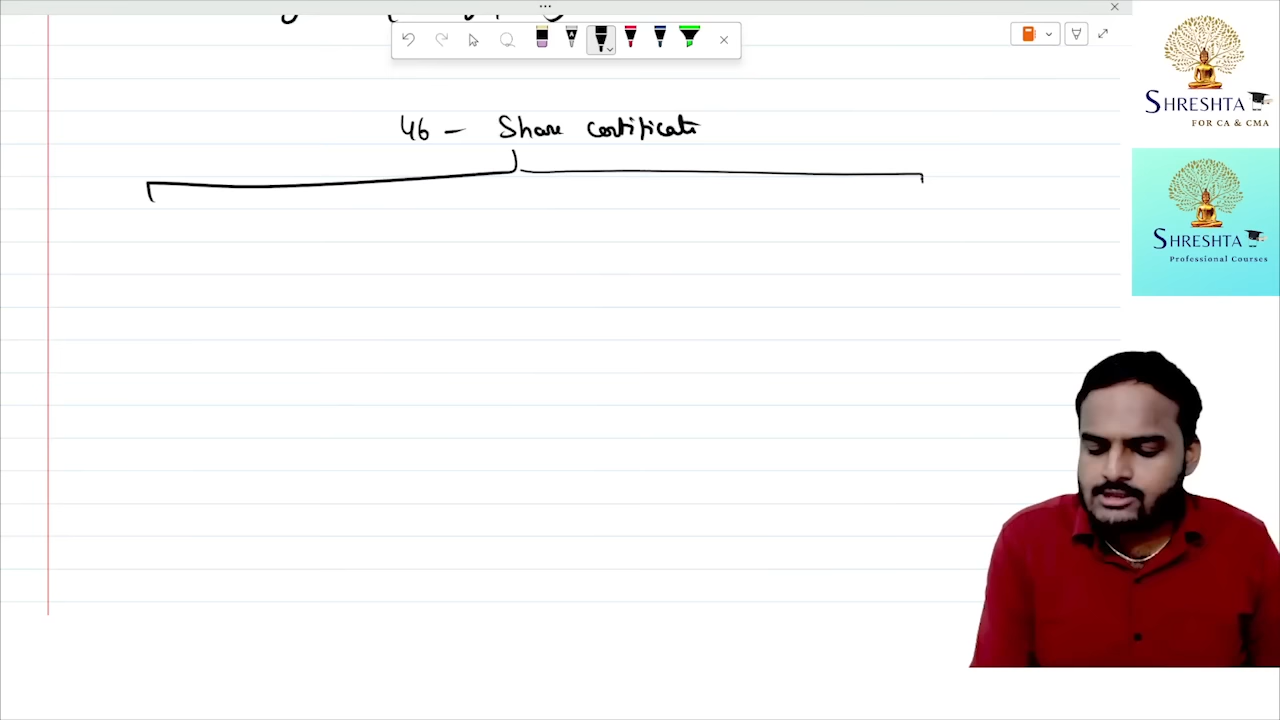 46 - Share certificate
SHRESHTA
FOR CA & CMA
SHRESHTA
Professional Courses